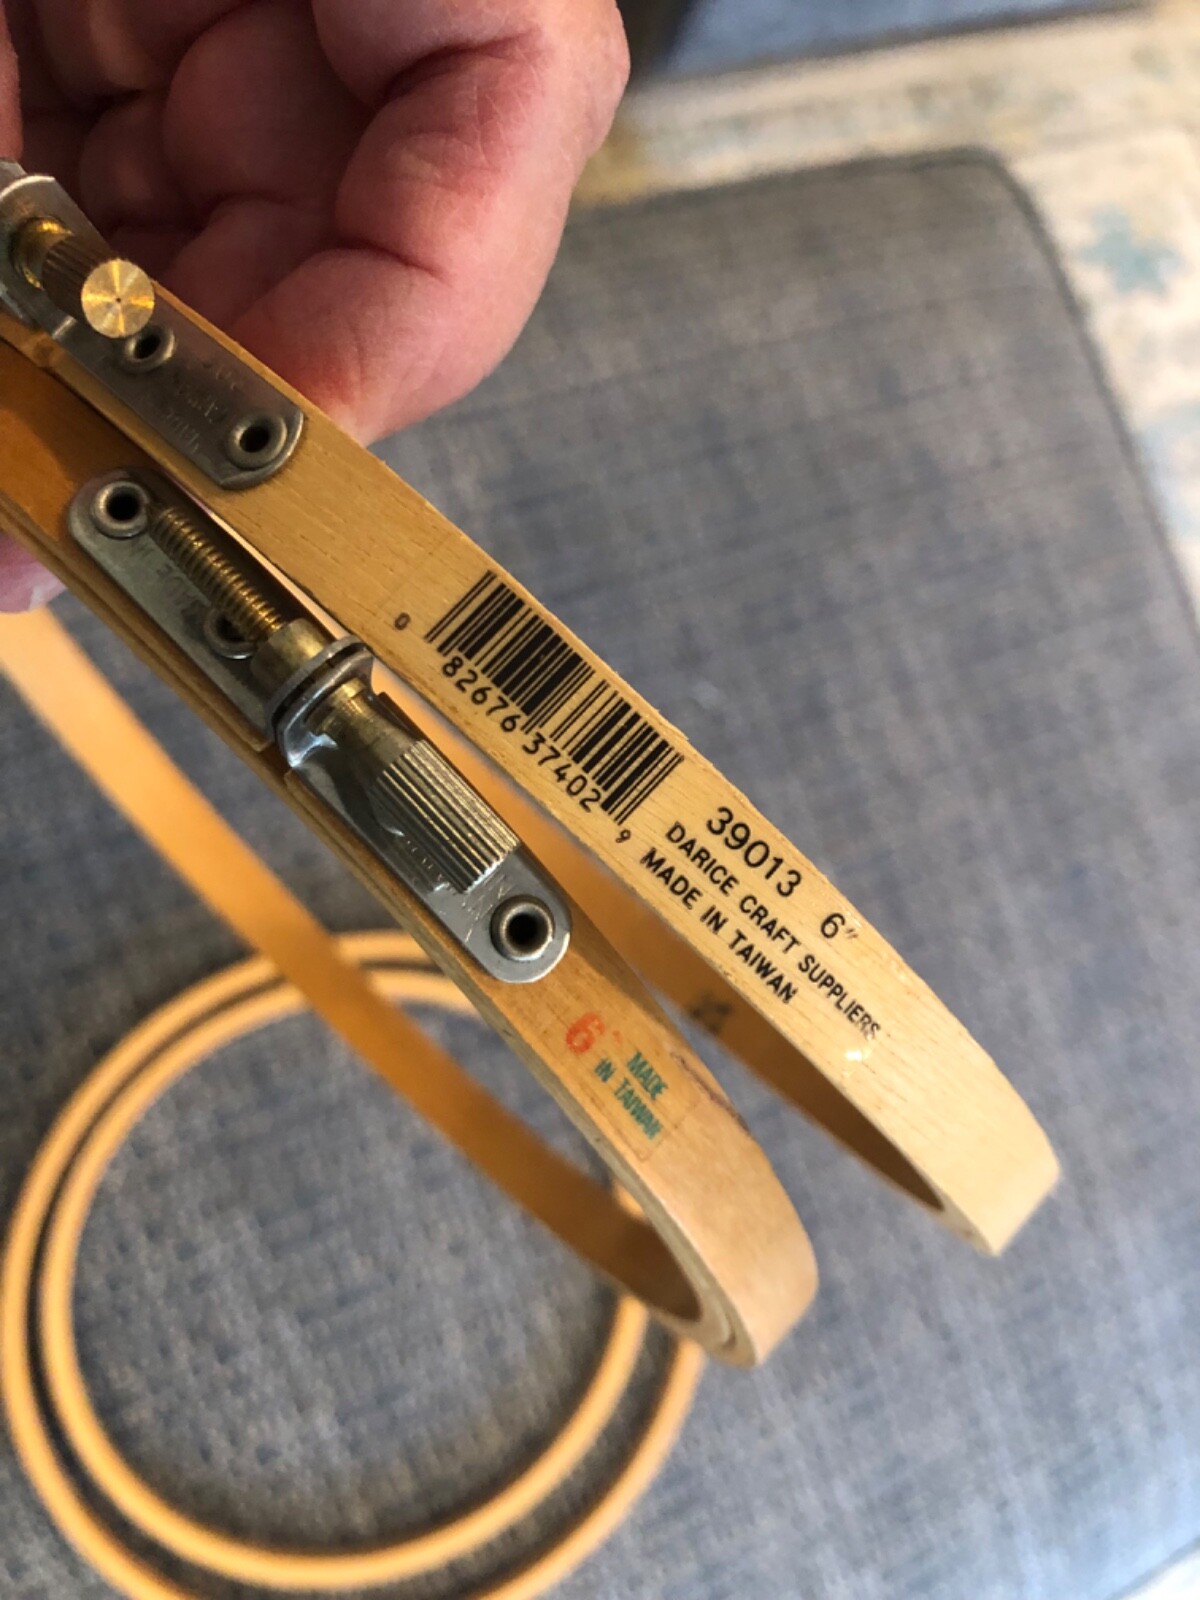 0 82676 37402 9
39013 6"
DARICE CRAFT SUPPLIERS
MADE IN TAIWAN
6"
MADE
IN TAIWAN